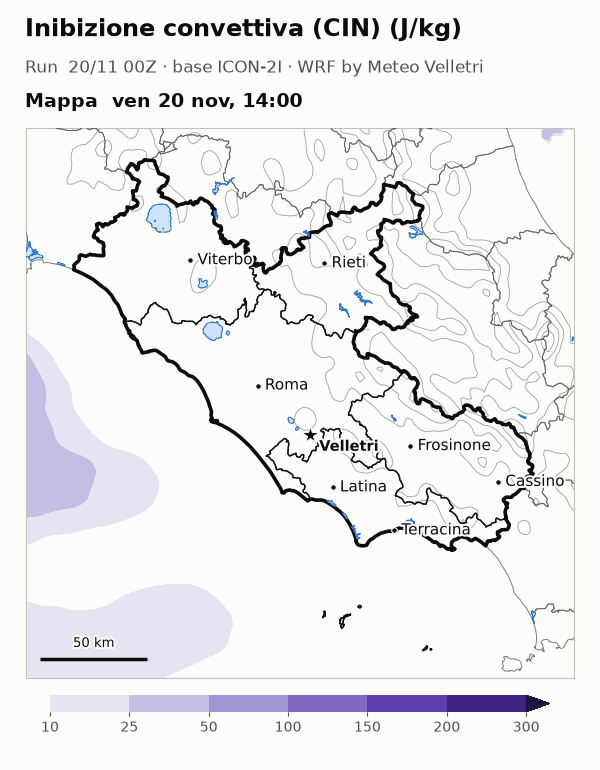 Inibizione convettiva (CIN) (J/kg)
Run  20/11 00Z · base ICON-2I · WRF by Meteo Velletri
Mappa  ven 20 nov, 14:00
Viterbo
Rieti
Roma
Velletri
Frosinone
Cassino
Latina
Terracina
50 km
10 25 50 100 150 200 300